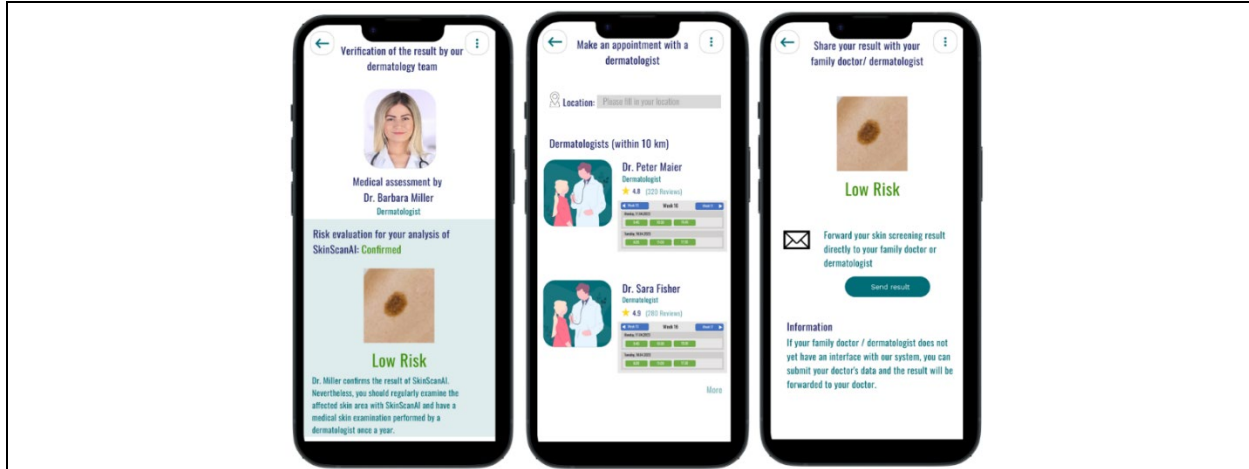 Verification of the result by our
dermatology team
Medical assessment by
Dr. Barbara Miller
Dermatologist
Risk evaluation for your analysis of
SkinScanAI: Confirmed
Low Risk
Dr. Miller confirms the result of SkinScanAI.
Nevertheless, you should regularly examine the
affected skin area with SkinScanAI and have a
medical skin examination performed by a
dermatologist once a year.
Make an appointment with a
dermatologist
Location: Please fill in your location
Dermatologists (within 10 km)
Dr. Peter Maier
Dermatologist
4.8 (320 Reviews)
Week 16
Dr. Sara Fisher
Dermatologist
4.9 (280 Reviews)
Week 16
More
Share your result with your
family doctor/ dermatologist
Low Risk
Forward your skin screening result
directly to your family doctor or
dermatologist
Send result
Information
If your family doctor / dermatologist does not
yet have an interface with our system, you can
submit your doctor's data and the result will be
forwarded to your doctor.